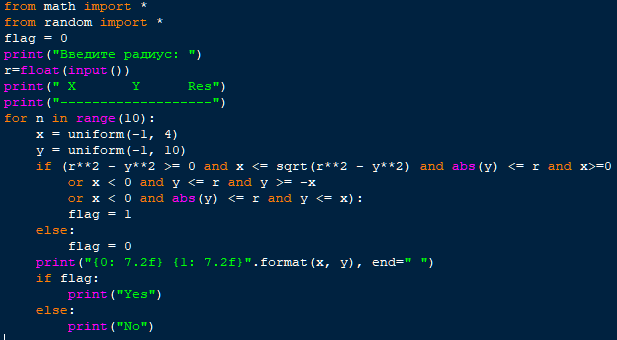 from math import *
from random import *
flag = 0
print("Введите радиус: ")
r=float(input())
print(" X       Y      Res")
print("-------------------")
for n in range(10):
    x = uniform(-1, 4)
    y = uniform(-1, 10)
    if (r**2 - y**2 >= 0 and x <= sqrt(r**2 - y**2) and abs(y) <= r and x>=0
        or x < 0 and y <= r and y >= -x
        or x < 0 and abs(y) <= r and y <= x):
        flag = 1
    else:
        flag = 0
    print("{0: 7.2f} {1: 7.2f}".format(x, y), end=" ")
    if flag:
        print("Yes")
    else:
        print("No")